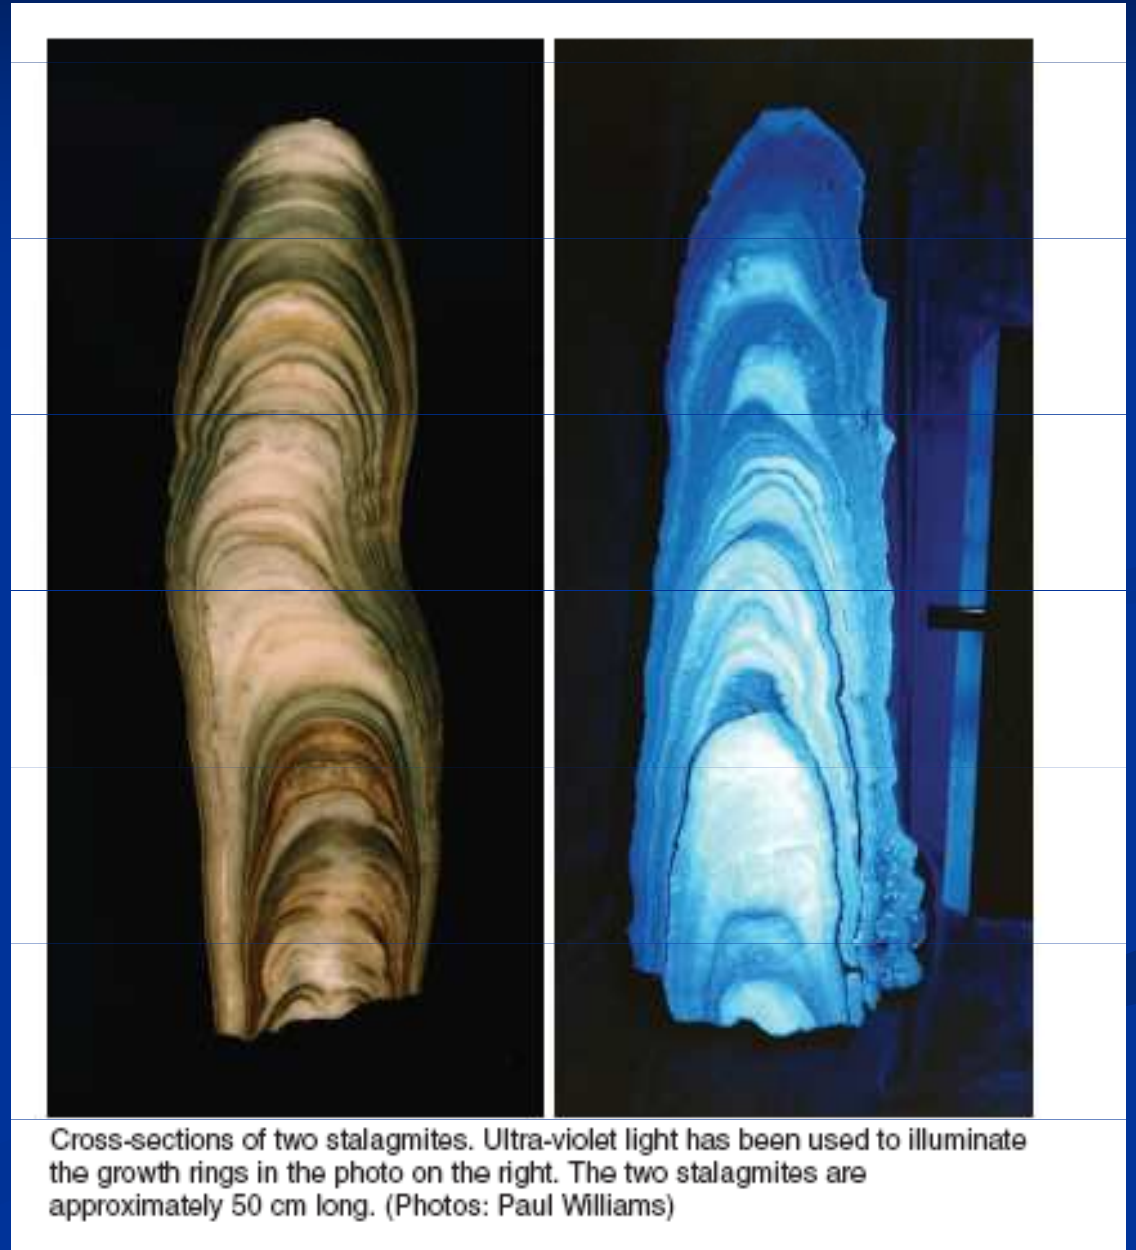 Cross-sections of two stalagmites. Ultra-violet light has been used to illuminate
the growth rings in the photo on the right. The two stalagmites are
approximately 50 cm long. (Photos: Paul Williams)